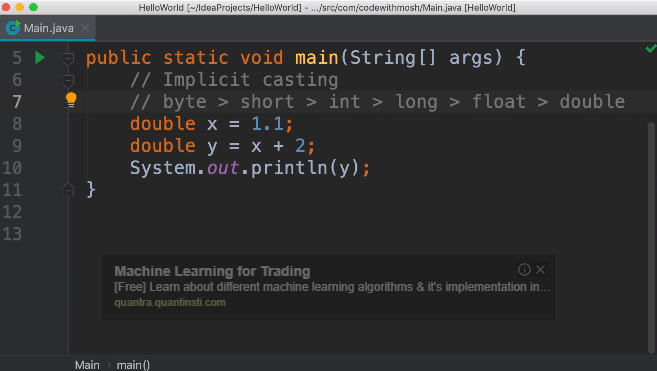 HelloWorld [~/IdeaProjects/HelloWorld] - .../src/com/codewithmosh/Main.java [HelloWorld]
Main.java
5 public static void main(String[] args) {
6 // Implicit casting
7 // byte > short > int > long > float > double
8 double x = 1.1;
9 double y = x + 2;
10 System.out.println(y);
11 }
12
13
Machine Learning for Trading
[Free] Learn about different machine learning algorithms & it's implementation in...
quantra.quantinsti.com
Main › main()